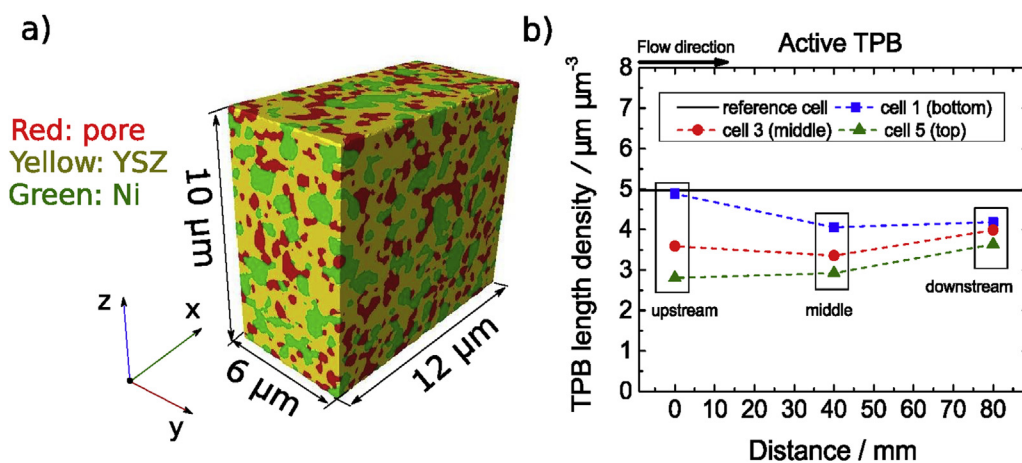 a)
Red: pore
Yellow: YSZ
Green: Ni
10 μm
6 μm
12 μm
z
x
y
b)
Flow direction
Active TPB
TPB length density / μm μm⁻³
8
7
6
5
4
3
2
1
0
reference cell
cell 1 (bottom)
cell 3 (middle)
cell 5 (top)
upstream
middle
downstream
0 10 20 30 40 50 60 70 80
Distance / mm